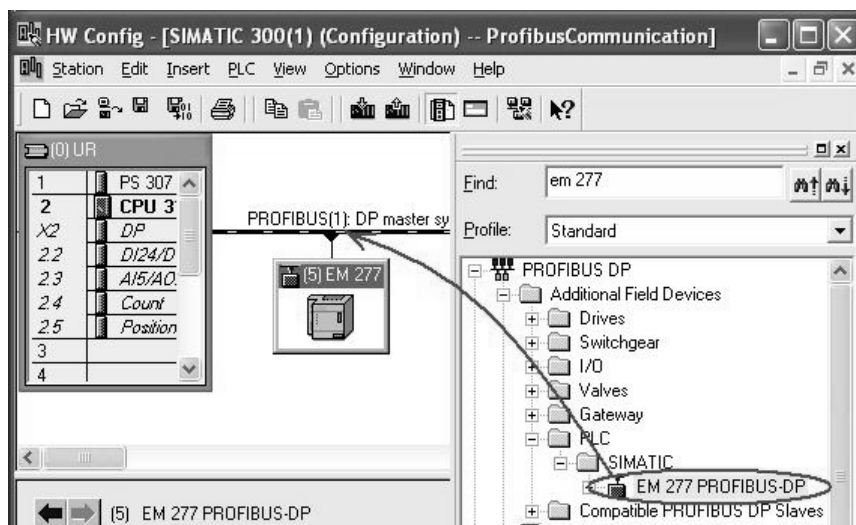 HW Config - [SIMATIC 300(1) (Configuration) -- ProfibusCommunication]
Station Edit Insert PLC View Options Window Help
(0) UR
1 PS 307
2 CPU 3
X2 DP
2.2 DI24/D
2.3 AI5/AO.
2.4 Count
2.5 Position
3
4
PROFIBUS(1): DP master sy
(5) EM 277
Find: em 277
Profile: Standard
PROFIBUS DP
Additional Field Devices
Drives
Switchgear
I/O
Valves
Gateway
PLC
SIMATIC
EM 277 PROFIBUS-DP
Compatible PROFIBUS DP Slaves
(5) EM 277 PROFIBUS-DP